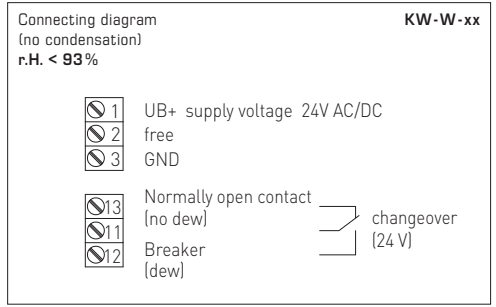 Connecting diagram KW-W-xx
(no condensation)
r.H. < 93%
1 UB+ supply voltage 24V AC/DC
2 free
3 GND
13 Normally open contact
(no dew)
11
changeover
(24 V)
12 Breaker
(dew)